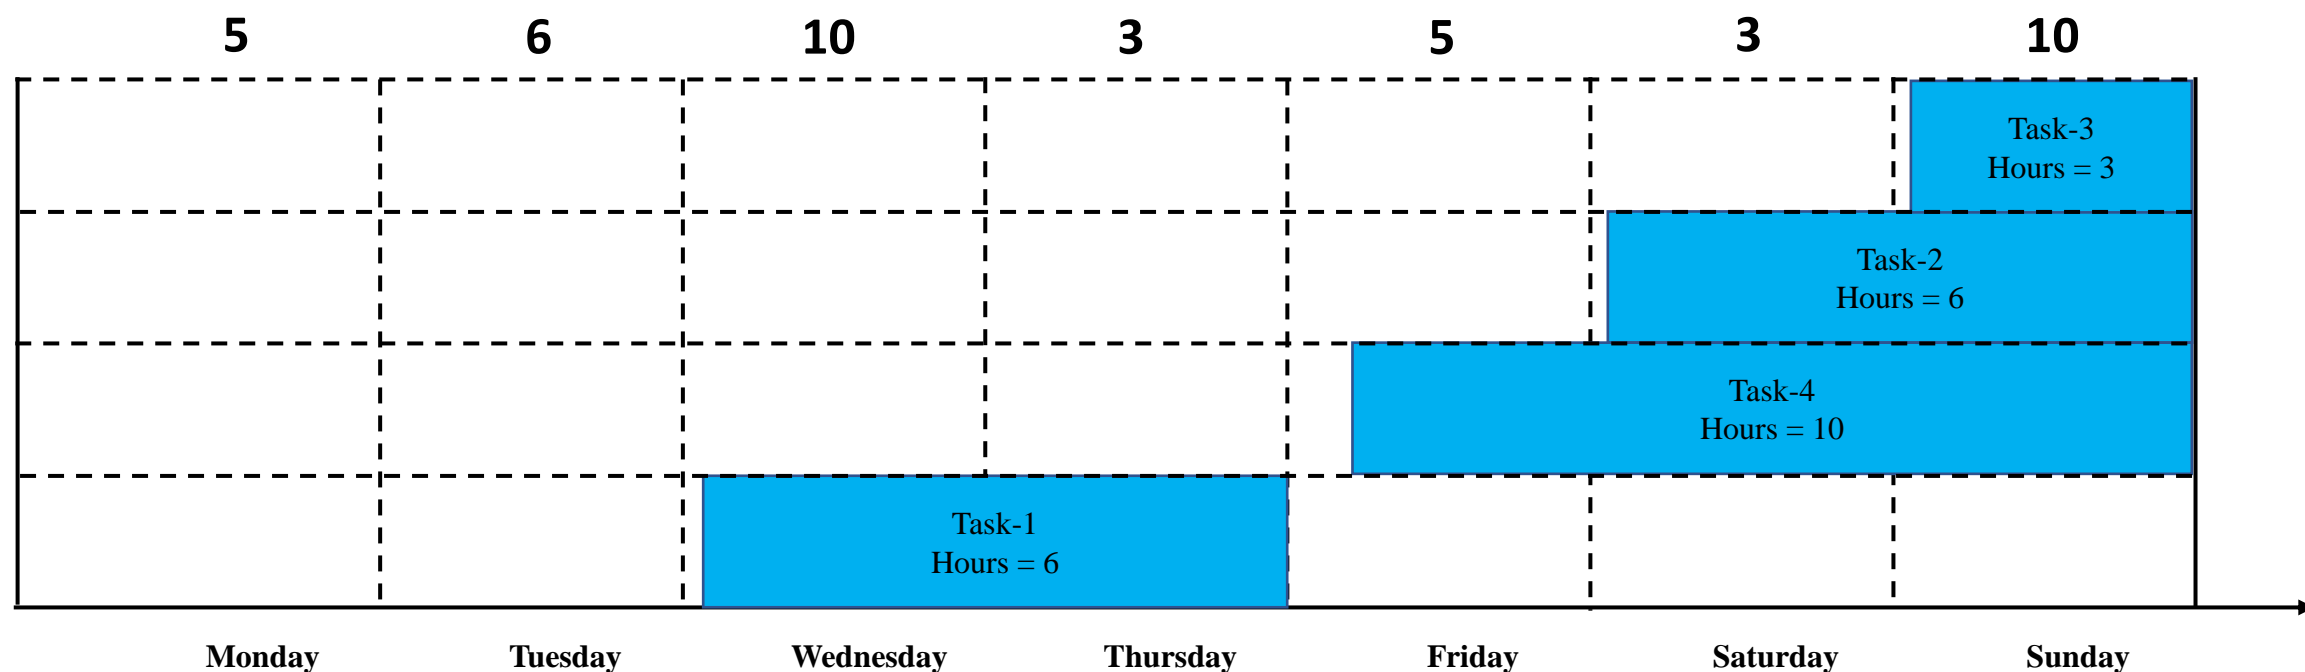 5 6 10 3 5 3 10
Task-3
Hours = 3
Task-2
Hours = 6
Task-4
Hours = 10
Task-1
Hours = 6
Monday Tuesday Wednesday Thursday Friday Saturday Sunday